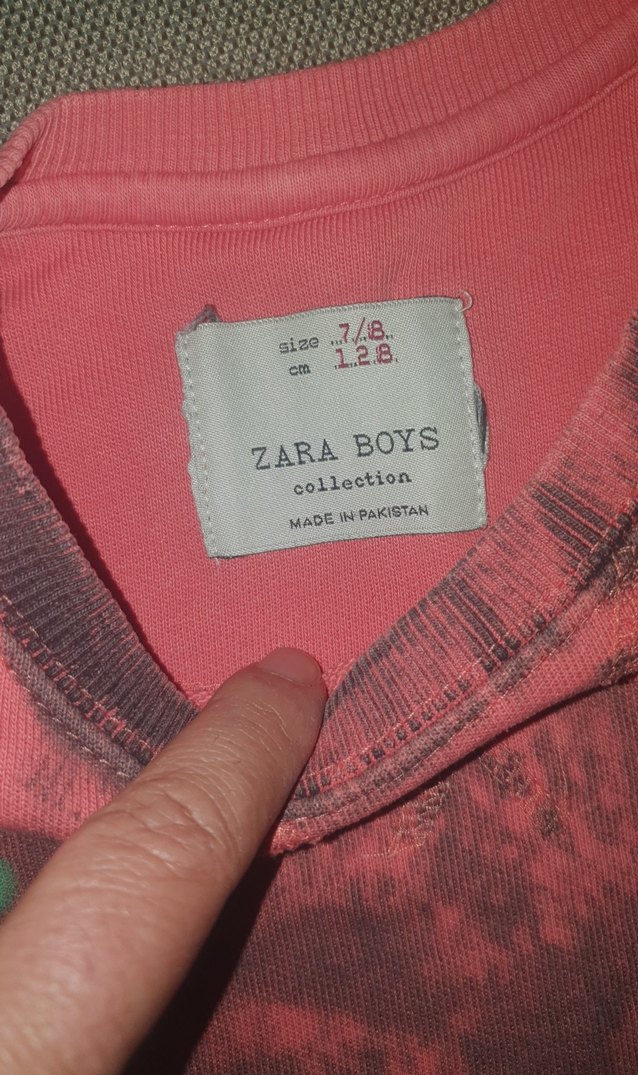 size 7/8
cm 128
ZARA BOYS
collection
MADE IN PAKISTAN